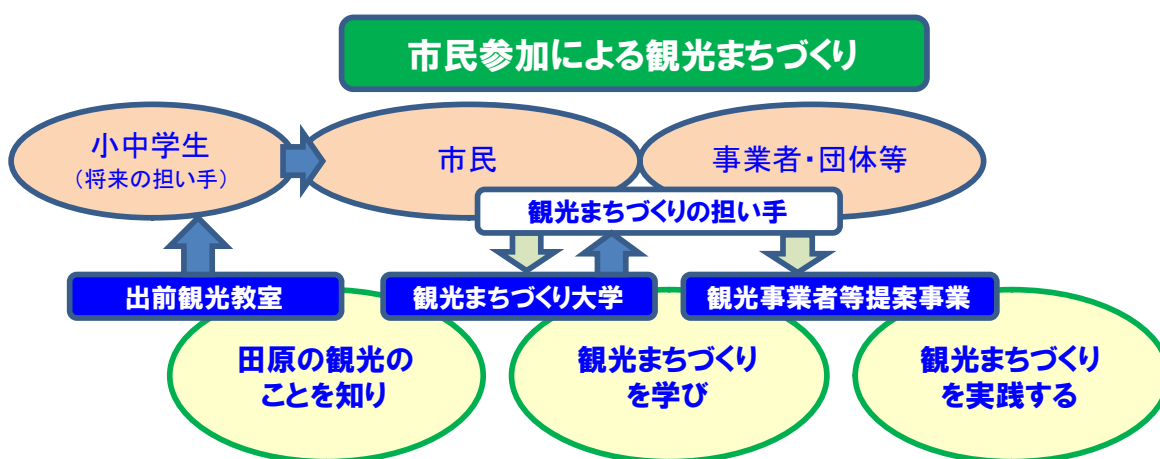 市民参加による観光まちづくり
小中学生
（将来の担い手）
市民
事業者・団体等
観光まちづくりの担い手
出前観光教室
観光まちづくり大学
観光事業者等提案事業
田原の観光の
ことを知り
観光まちづくり
を学び
観光まちづくり
を実践する